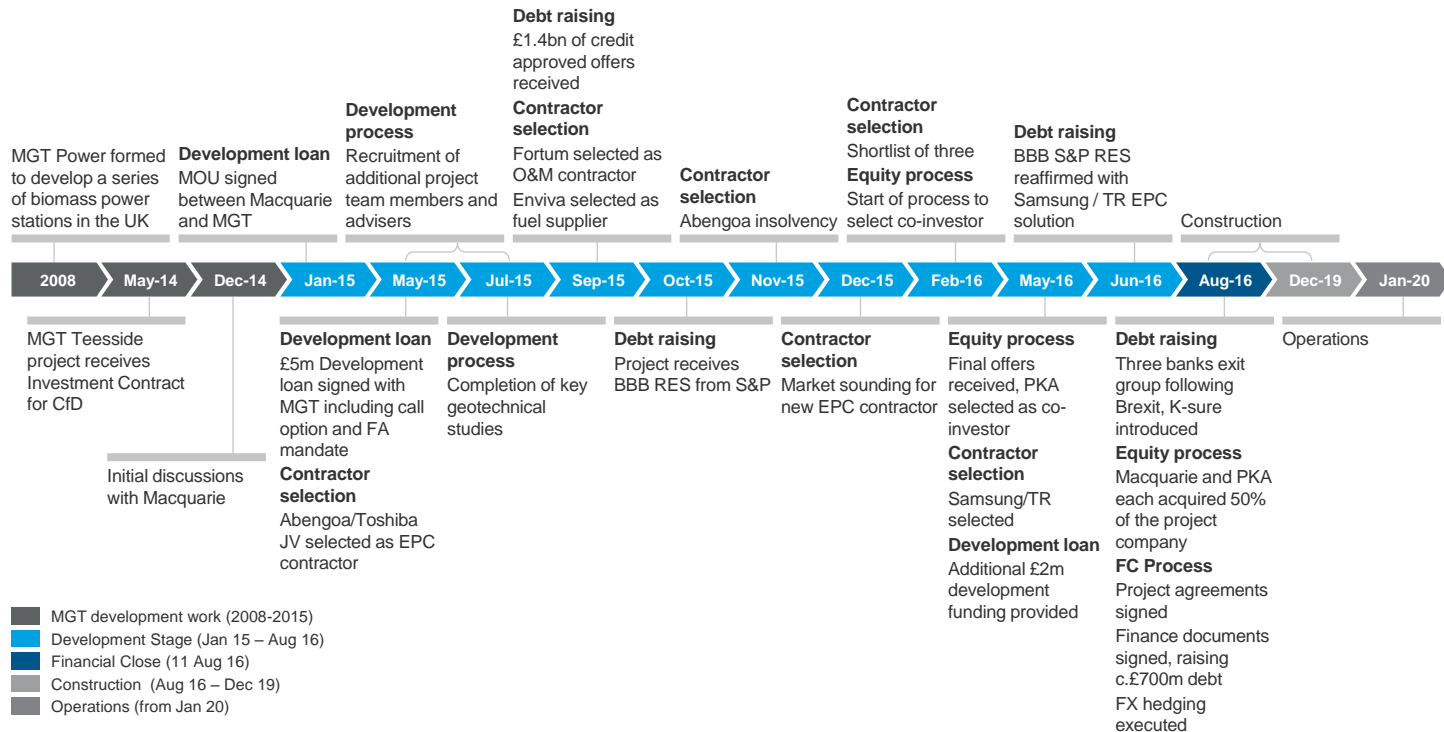 MGT Power formed
to develop a series
of biomass power
stations in the UK
Development loan
MOU signed
between Macquarie
and MGT
Development
process
Recruitment of
additional project
team members and
advisers
Debt raising
£1.4bn of credit
approved offers
received
Contractor
selection
Fortum selected as
O&M contractor
Enviva selected as
fuel supplier
Contractor
selection
Abengoa insolvency
Contractor
selection
Shortlist of three
Equity process
Start of process to
select co-investor
Debt raising
BBB S&P RES
reaffirmed with
Samsung / TR EPC
solution
Construction
2008 May-14 Dec-14 Jan-15 May-15 Jul-15 Sep-15 Oct-15 Nov-15 Dec-15 Feb-16 May-16 Jun-16 Aug-16 Dec-19 Jan-20
MGT Teesside
project receives
Investment Contract
for CfD
Initial discussions
with Macquarie
Development loan
£5m Development
loan signed with
MGT including call
option and FA
mandate
Contractor
selection
Abengoa/Toshiba
JV selected as EPC
contractor
Development
process
Completion of key
geotechnical
studies
Debt raising
Project receives
BBB RES from S&P
Contractor
selection
Market sounding for
new EPC contractor
Equity process
Final offers
received, PKA
selected as co-
investor
Contractor
selection
Samsung/TR
selected
Development loan
Additional £2m
development
funding provided
Debt raising
Three banks exit
group following
Brexit, K-sure
introduced
Equity process
Macquarie and PKA
each acquired 50%
of the project
company
FC Process
Project agreements
signed
Finance documents
signed, raising
c.£700m debt
FX hedging
executed
Operations
MGT development work (2008-2015)
Development Stage (Jan 15 – Aug 16)
Financial Close (11 Aug 16)
Construction (Aug 16 – Dec 19)
Operations (from Jan 20)